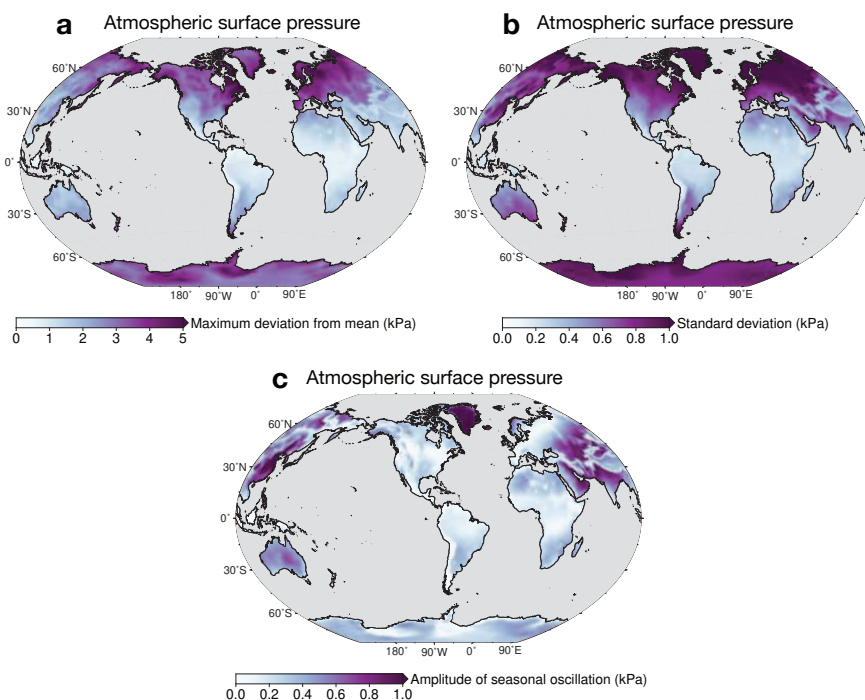 a Atmospheric surface pressure
60˚N
30˚N
0˚
30˚S
60˚S
180˚ 90˚W 0˚ 90˚E
Maximum deviation from mean (kPa)
0 1 2 3 4 5
b Atmospheric surface pressure
60˚N
30˚N
0˚
30˚S
60˚S
180˚ 90˚W 0˚ 90˚E
Standard deviation (kPa)
0.0 0.2 0.4 0.6 0.8 1.0
c Atmospheric surface pressure
60˚N
30˚N
0˚
30˚S
60˚S
180˚ 90˚W 0˚ 90˚E
Amplitude of seasonal oscillation (kPa)
0.0 0.2 0.4 0.6 0.8 1.0